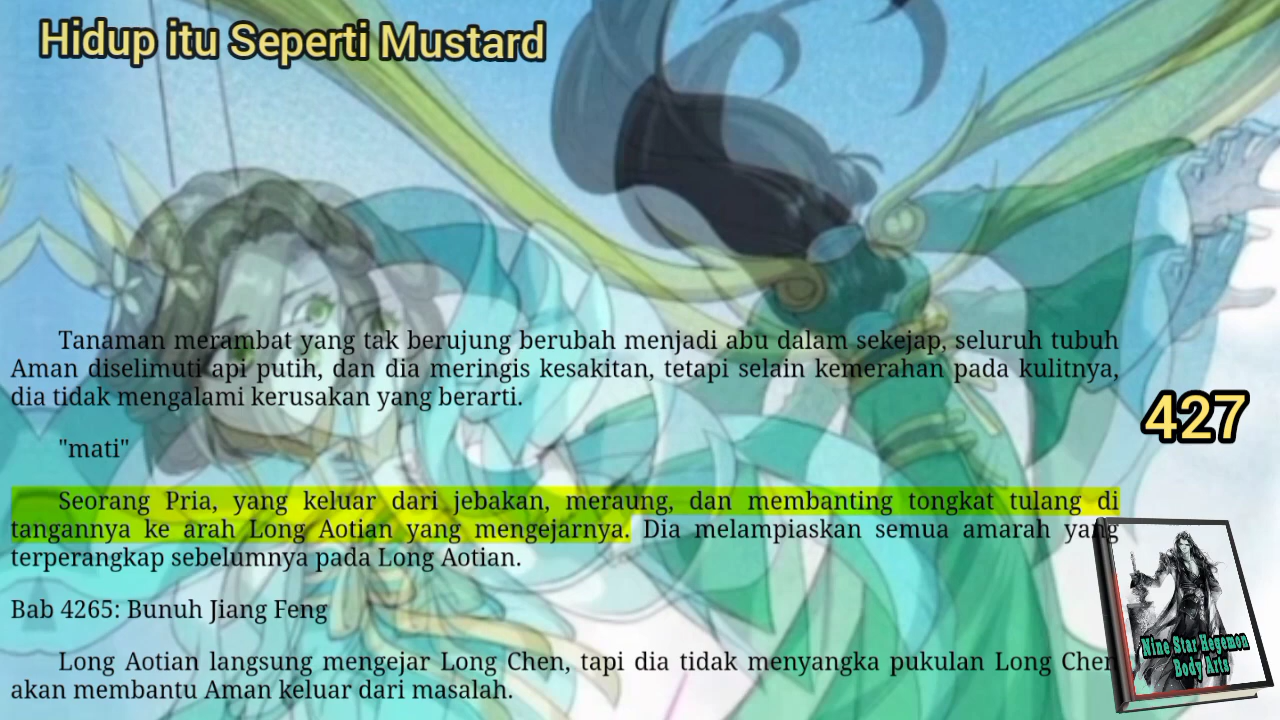 Hidup itu Seperti Mustard
Tanaman merambat yang tak berujung berubah menjadi abu dalam sekejap, seluruh tubuh
Aman diselimuti api putih, dan dia meringis kesakitan, tetapi selain kemerahan pada kulitnya,
dia tidak mengalami kerusakan yang berarti.
"mati"
427
Seorang Pria, yang keluar dari jebakan, meraung, dan membanting tongkat tulang di
tangannya ke arah Long Aotian yang mengejarnya. Dia melampiaskan semua amarah yang
terperangkap sebelumnya pada Long Aotian.
Bab 4265: Bunuh Jiang Feng
Long Aotian langsung mengejar Long Chen, tapi dia tidak menyangka pukulan Long Chen
akan membantu Aman keluar dari masalah.
Nine Star Hegemon
Body Arts